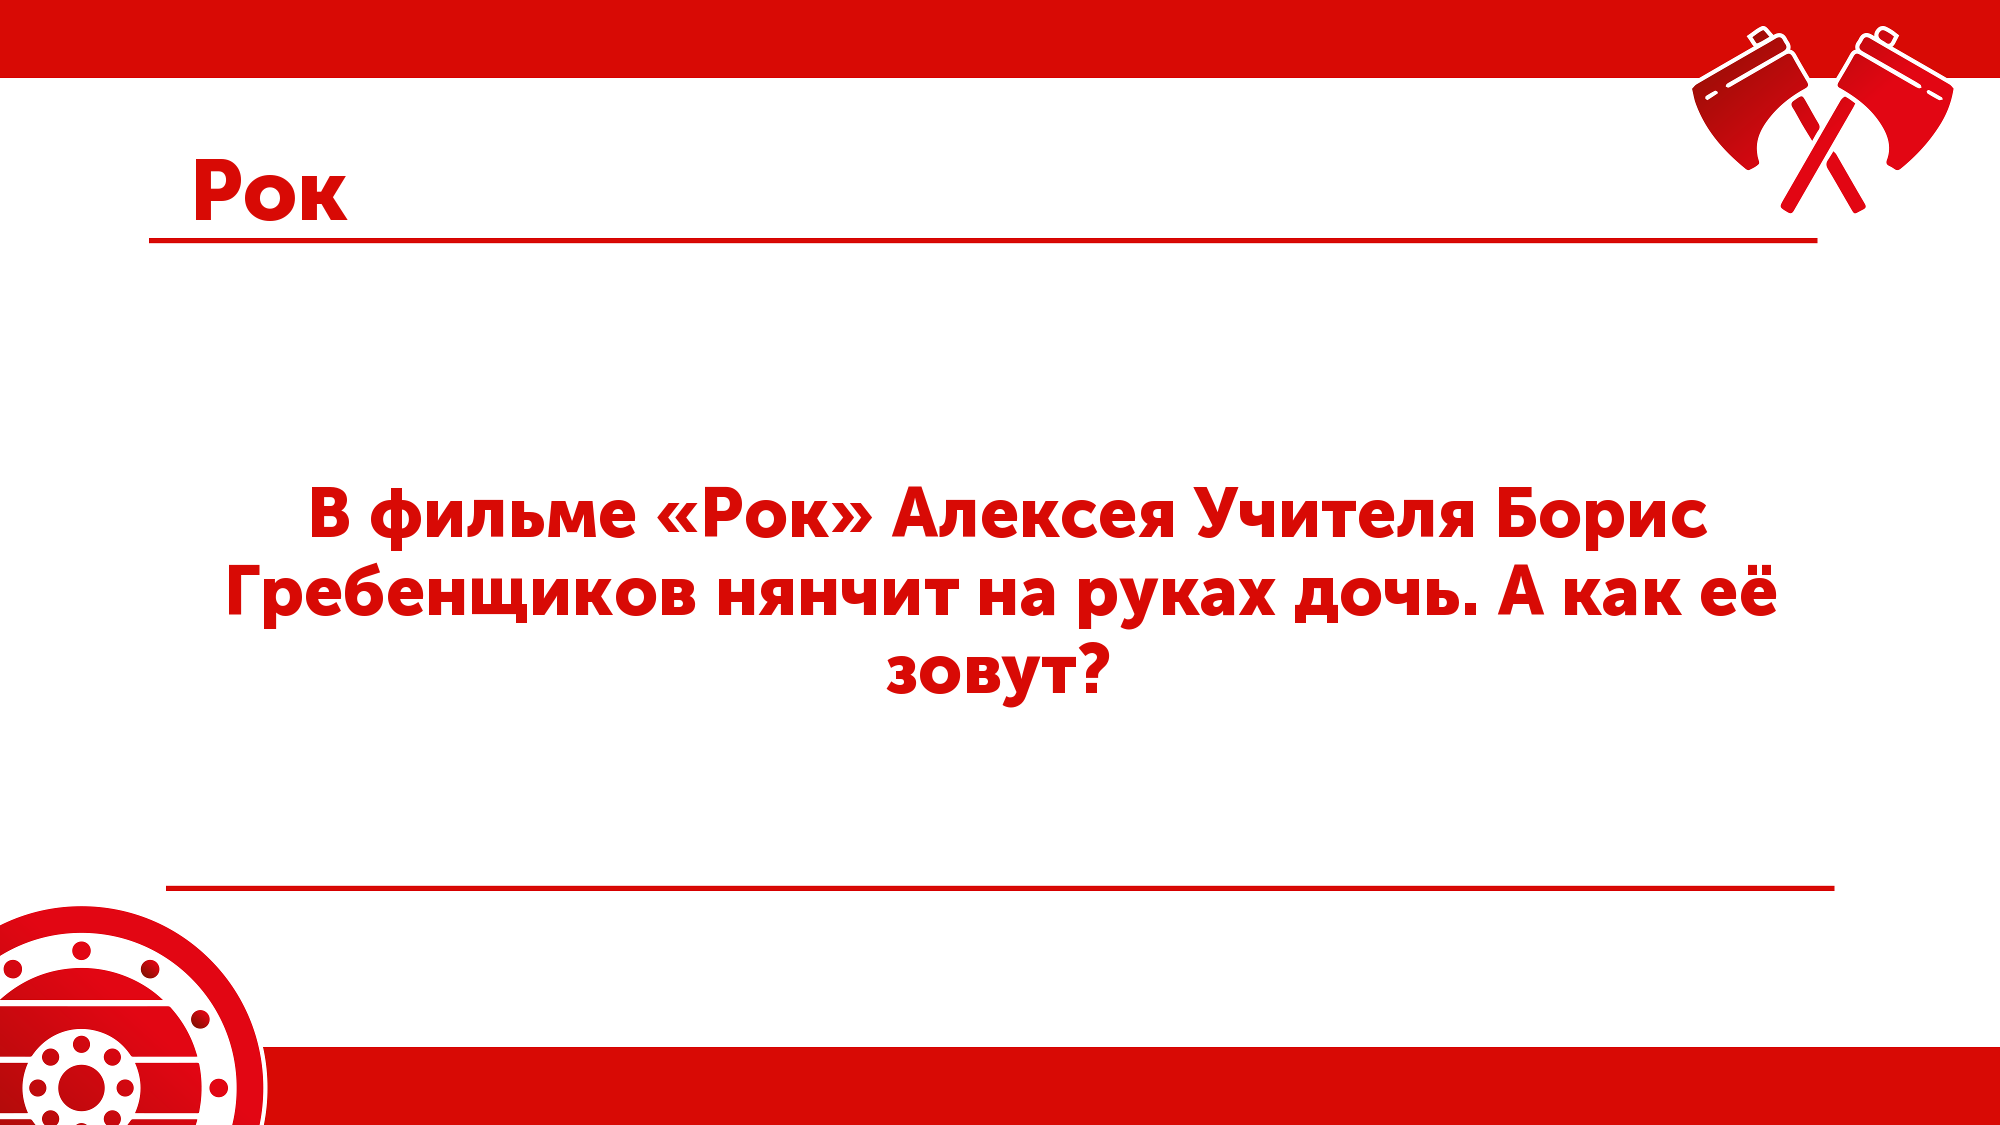 Рок
В фильме «Рок» Алексея Учителя Борис
Гребенщиков нянчит на руках дочь. А как её
зовут?